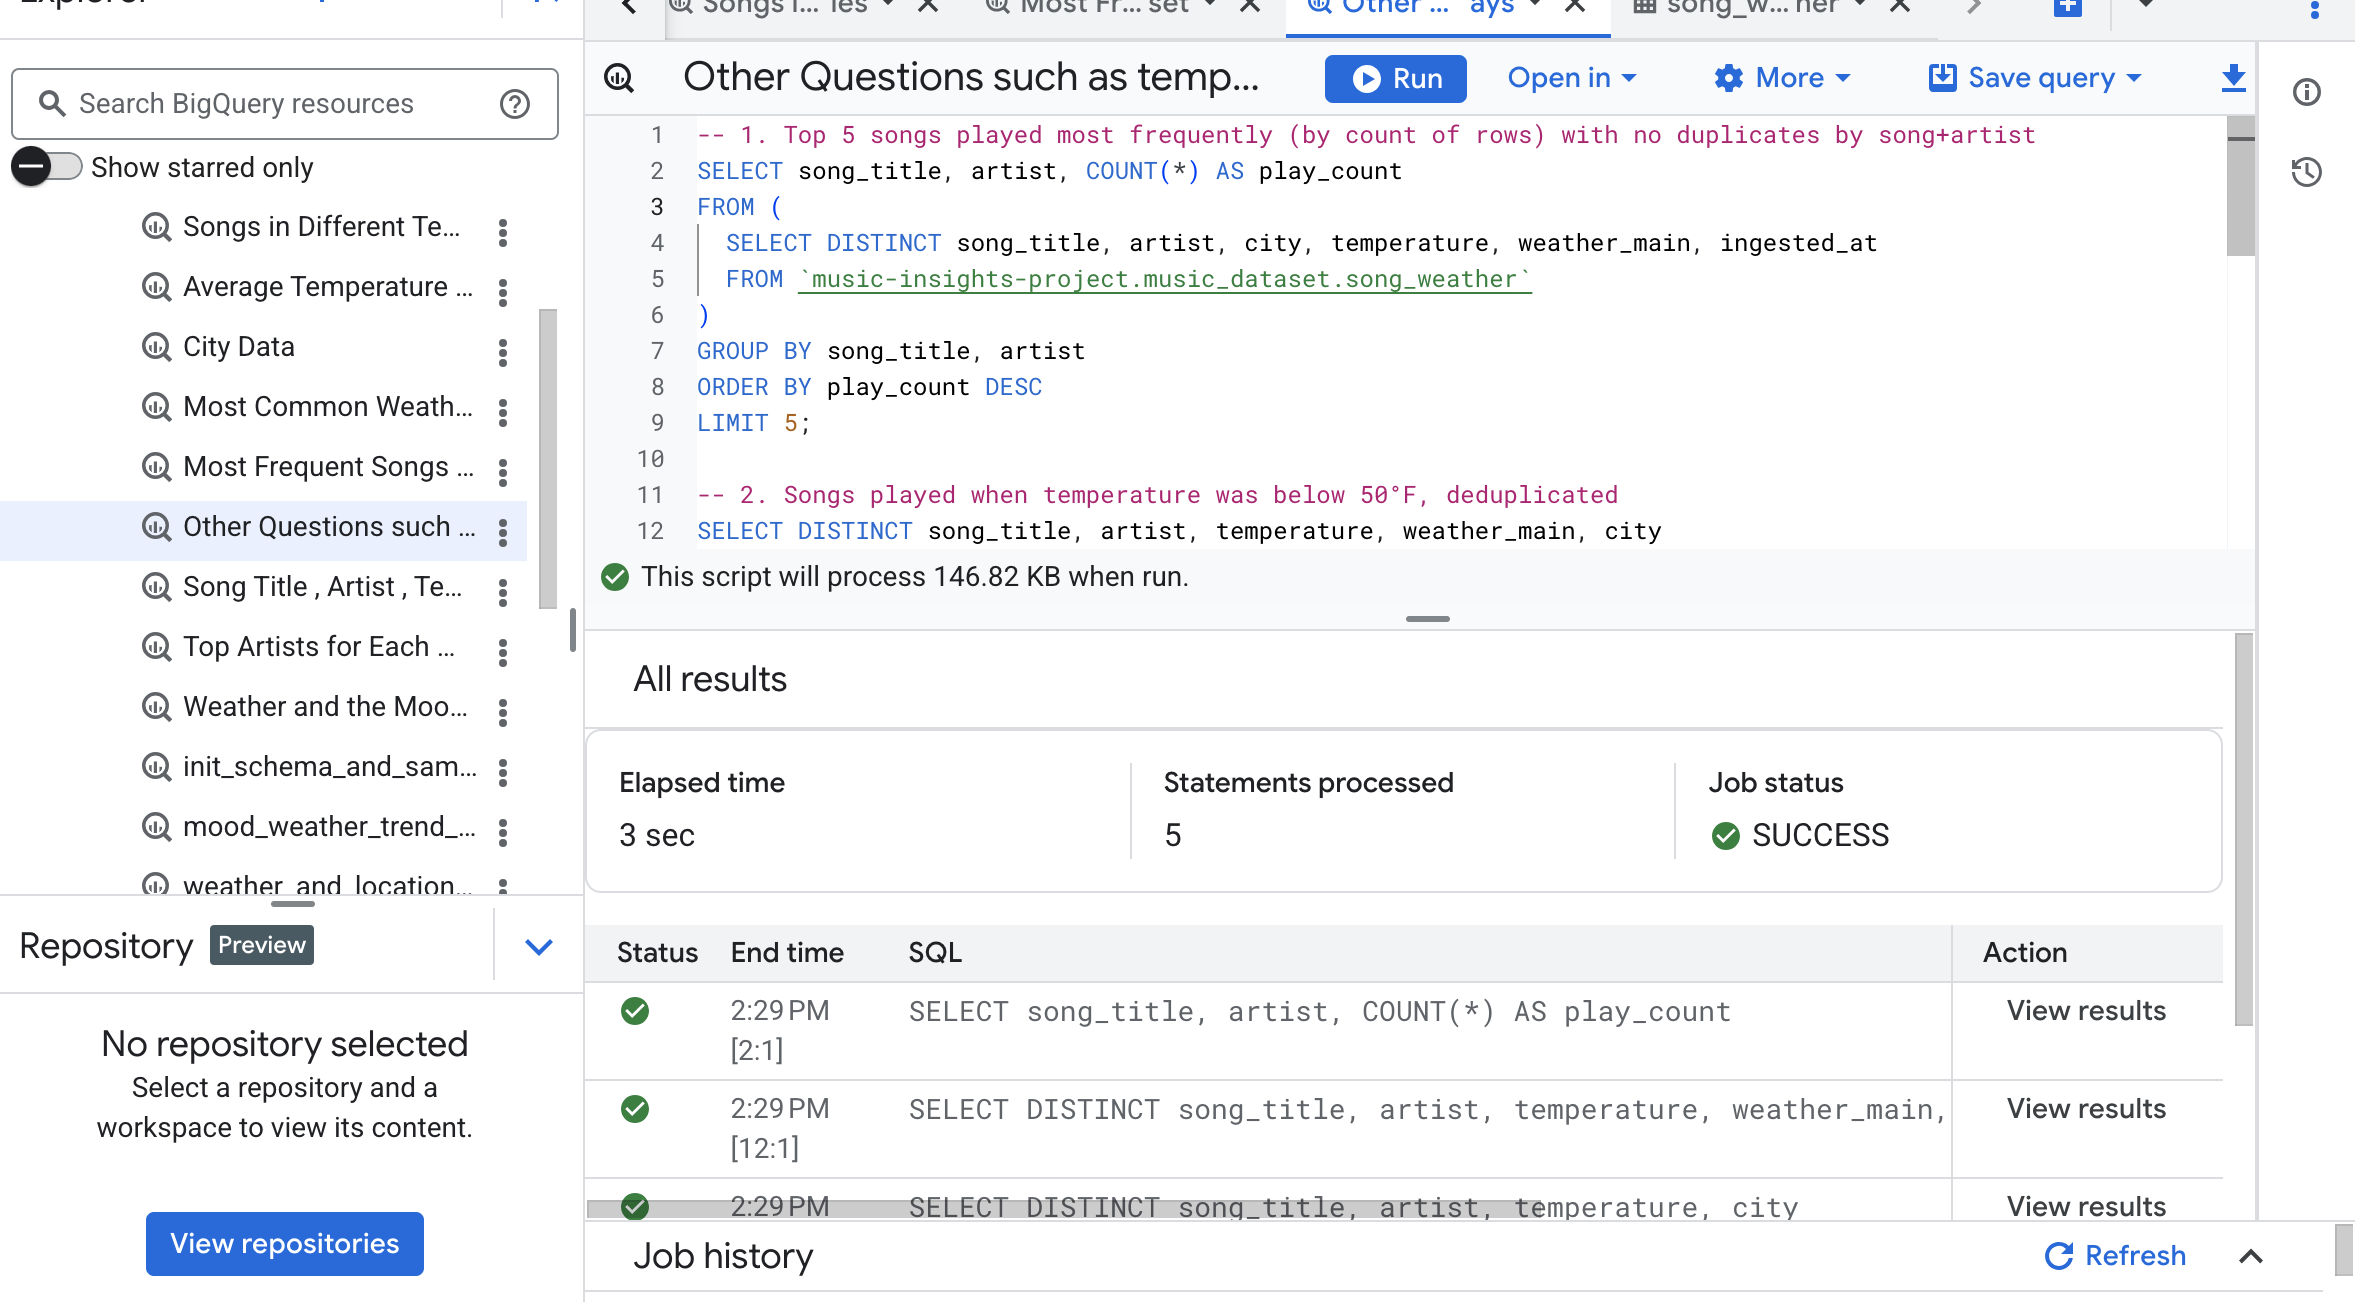 Explorer
Search BigQuery resources
Show starred only
Songs in Different Te...
Average Temperature ...
City Data
Most Common Weath...
Most Frequent Songs ...
Other Questions such ...
Song Title , Artist , Te...
Top Artists for Each ...
Weather and the Moo...
init_schema_and_sam...
mood_weather_trend_...
weather_and_location...
Repository Preview
No repository selected
Select a repository and a
workspace to view its content.
View repositories
Songs i... les
Most Fr... set
Other ... ays
song_w... her
Other Questions such as temp...
Run
Open in
More
Save query
1 -- 1. Top 5 songs played most frequently (by count of rows) with no duplicates by song+artist
2 SELECT song_title, artist, COUNT(*) AS play_count
3 FROM (
4 SELECT DISTINCT song_title, artist, city, temperature, weather_main, ingested_at
5 FROM `music-insights-project.music_dataset.song_weather`
6 )
7 GROUP BY song_title, artist
8 ORDER BY play_count DESC
9 LIMIT 5;
10
11 -- 2. Songs played when temperature was below 50°F, deduplicated
12 SELECT DISTINCT song_title, artist, temperature, weather_main, city
This script will process 146.82 KB when run.
All results
Elapsed time
3 sec
Statements processed
5
Job status
SUCCESS
Status End time SQL Action
2:29 PM SELECT song_title, artist, COUNT(*) AS play_count View results
[2:1]
2:29 PM SELECT DISTINCT song_title, artist, temperature, weather_main, View results
[12:1]
2:29 PM SELECT DISTINCT song_title, artist, temperature, city View results
Job history
Refresh